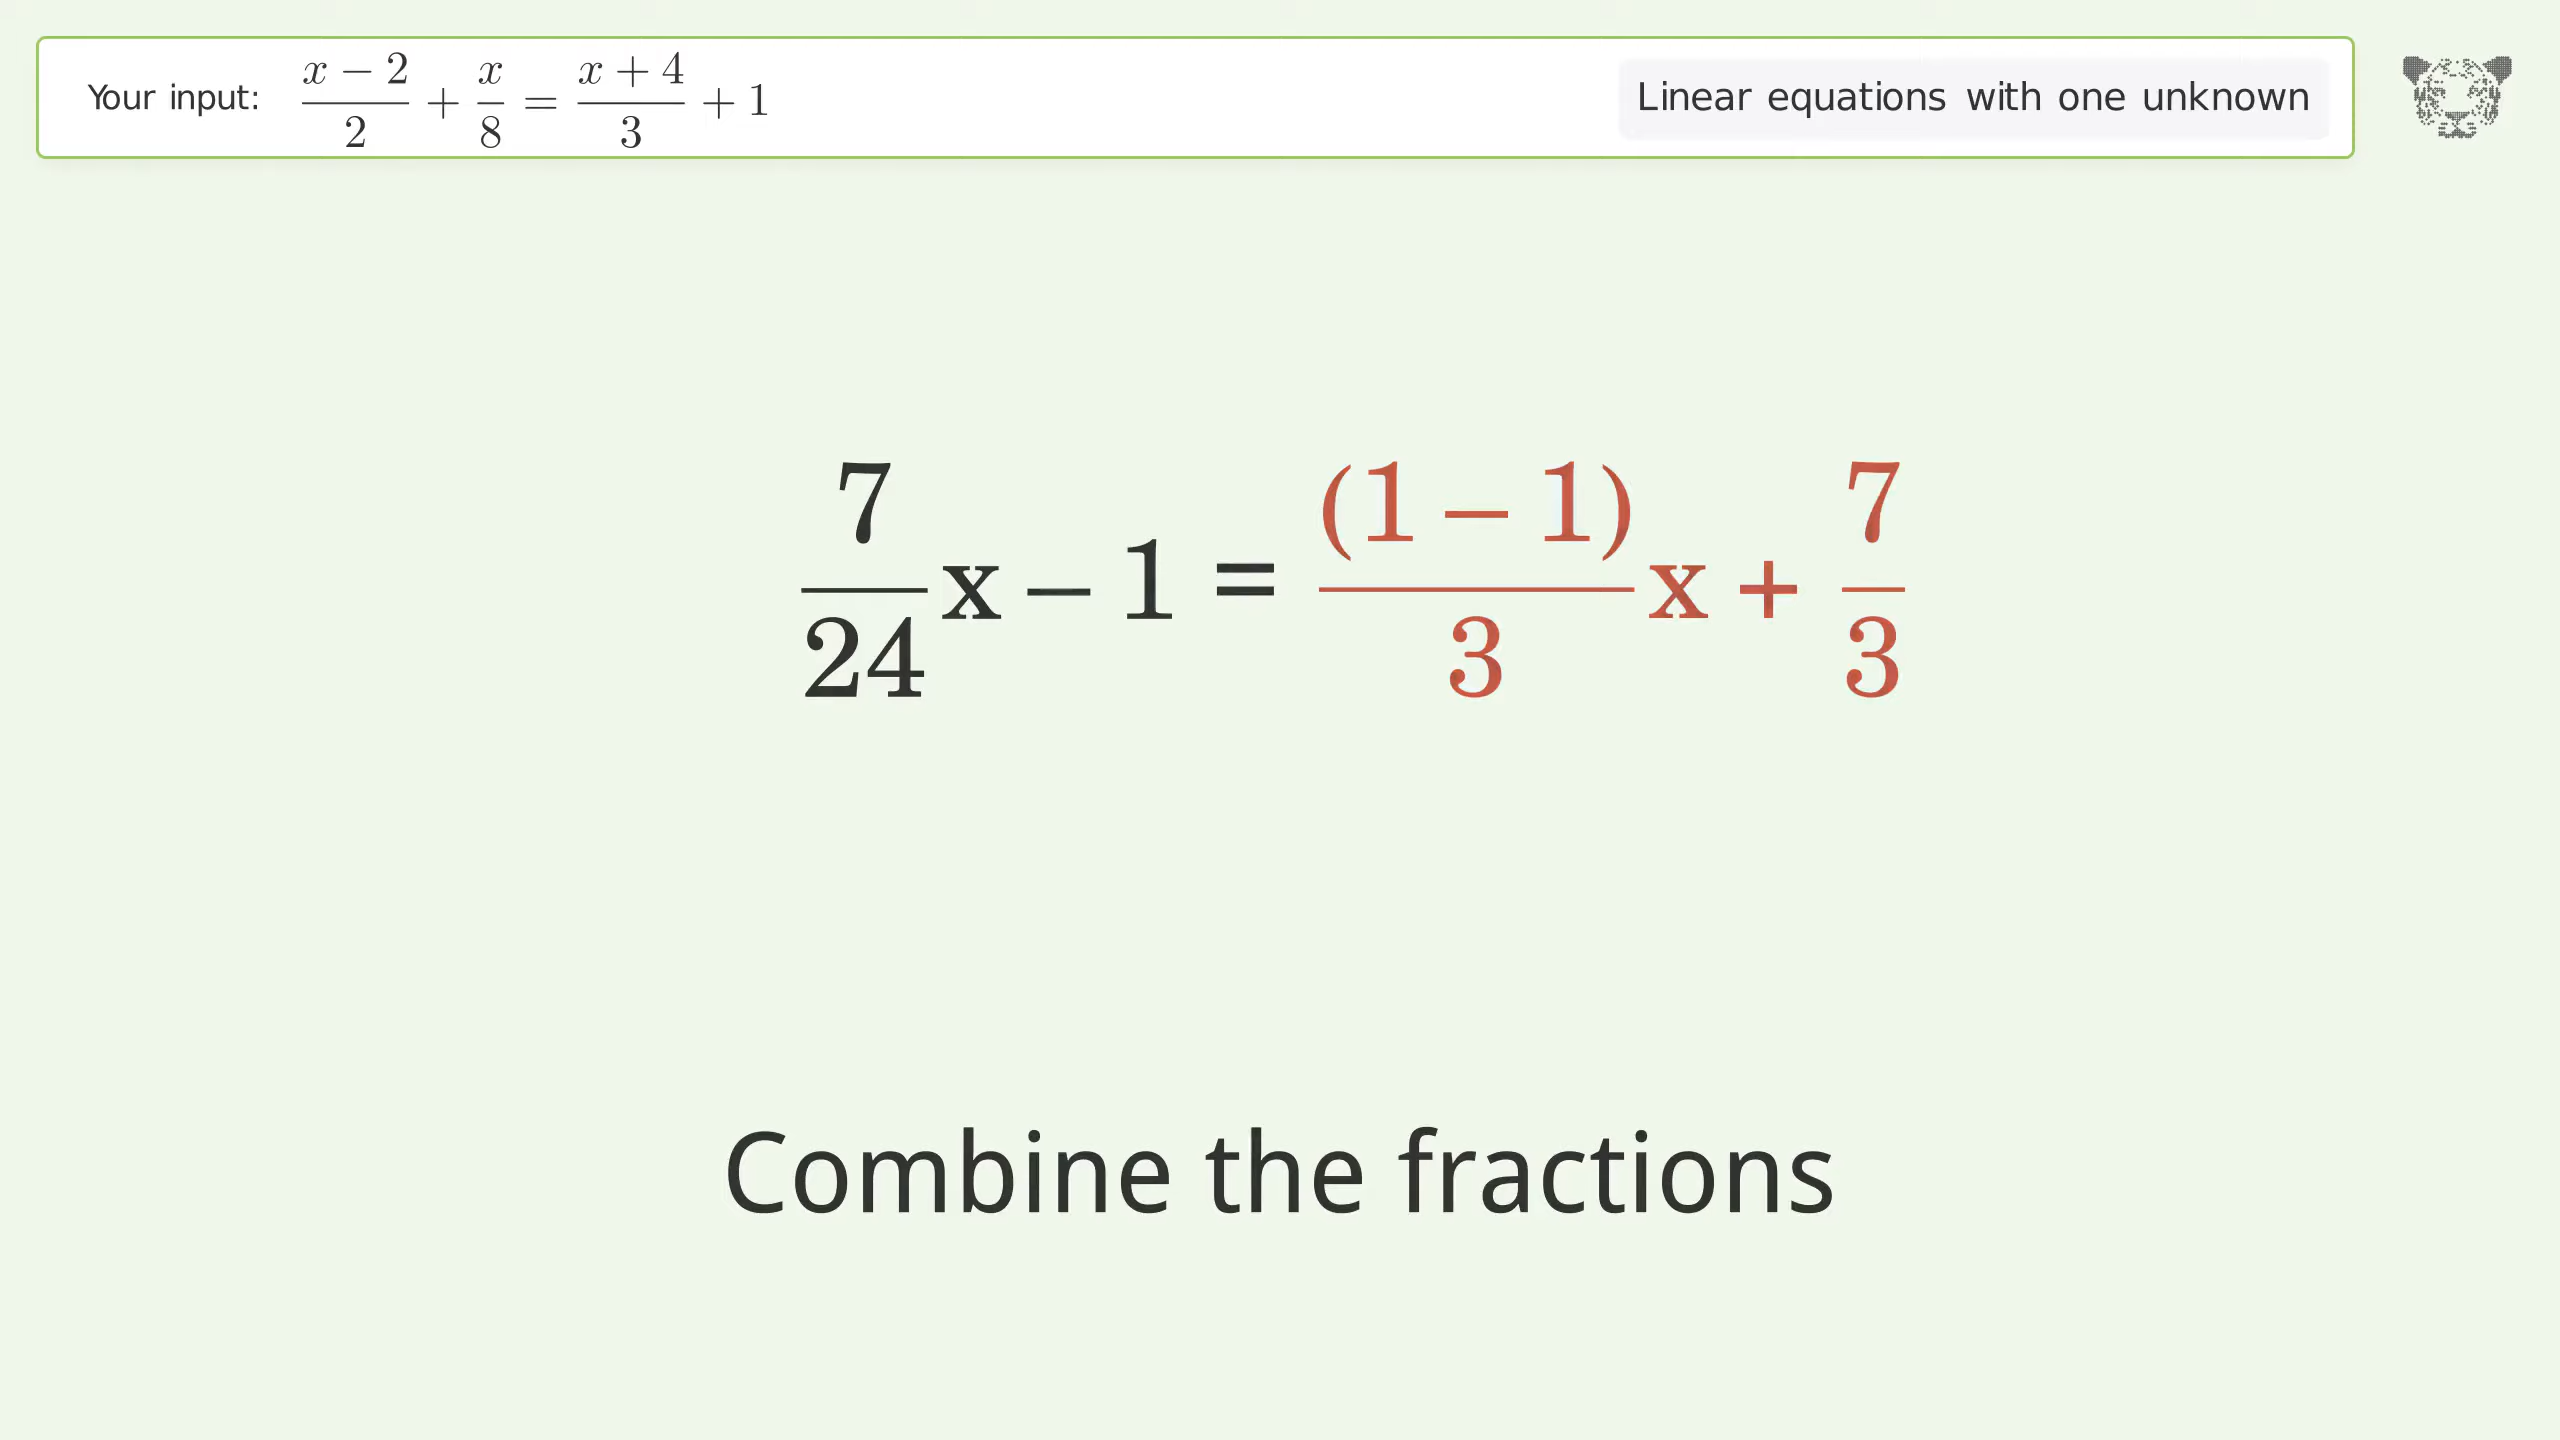 Your input: (x − 2)/2 + x/8 = (x + 4)/3 + 1
Linear equations with one unknown
7/24 x − 1 = (1 − 1)/3 x + 7/3
Combine the fractions